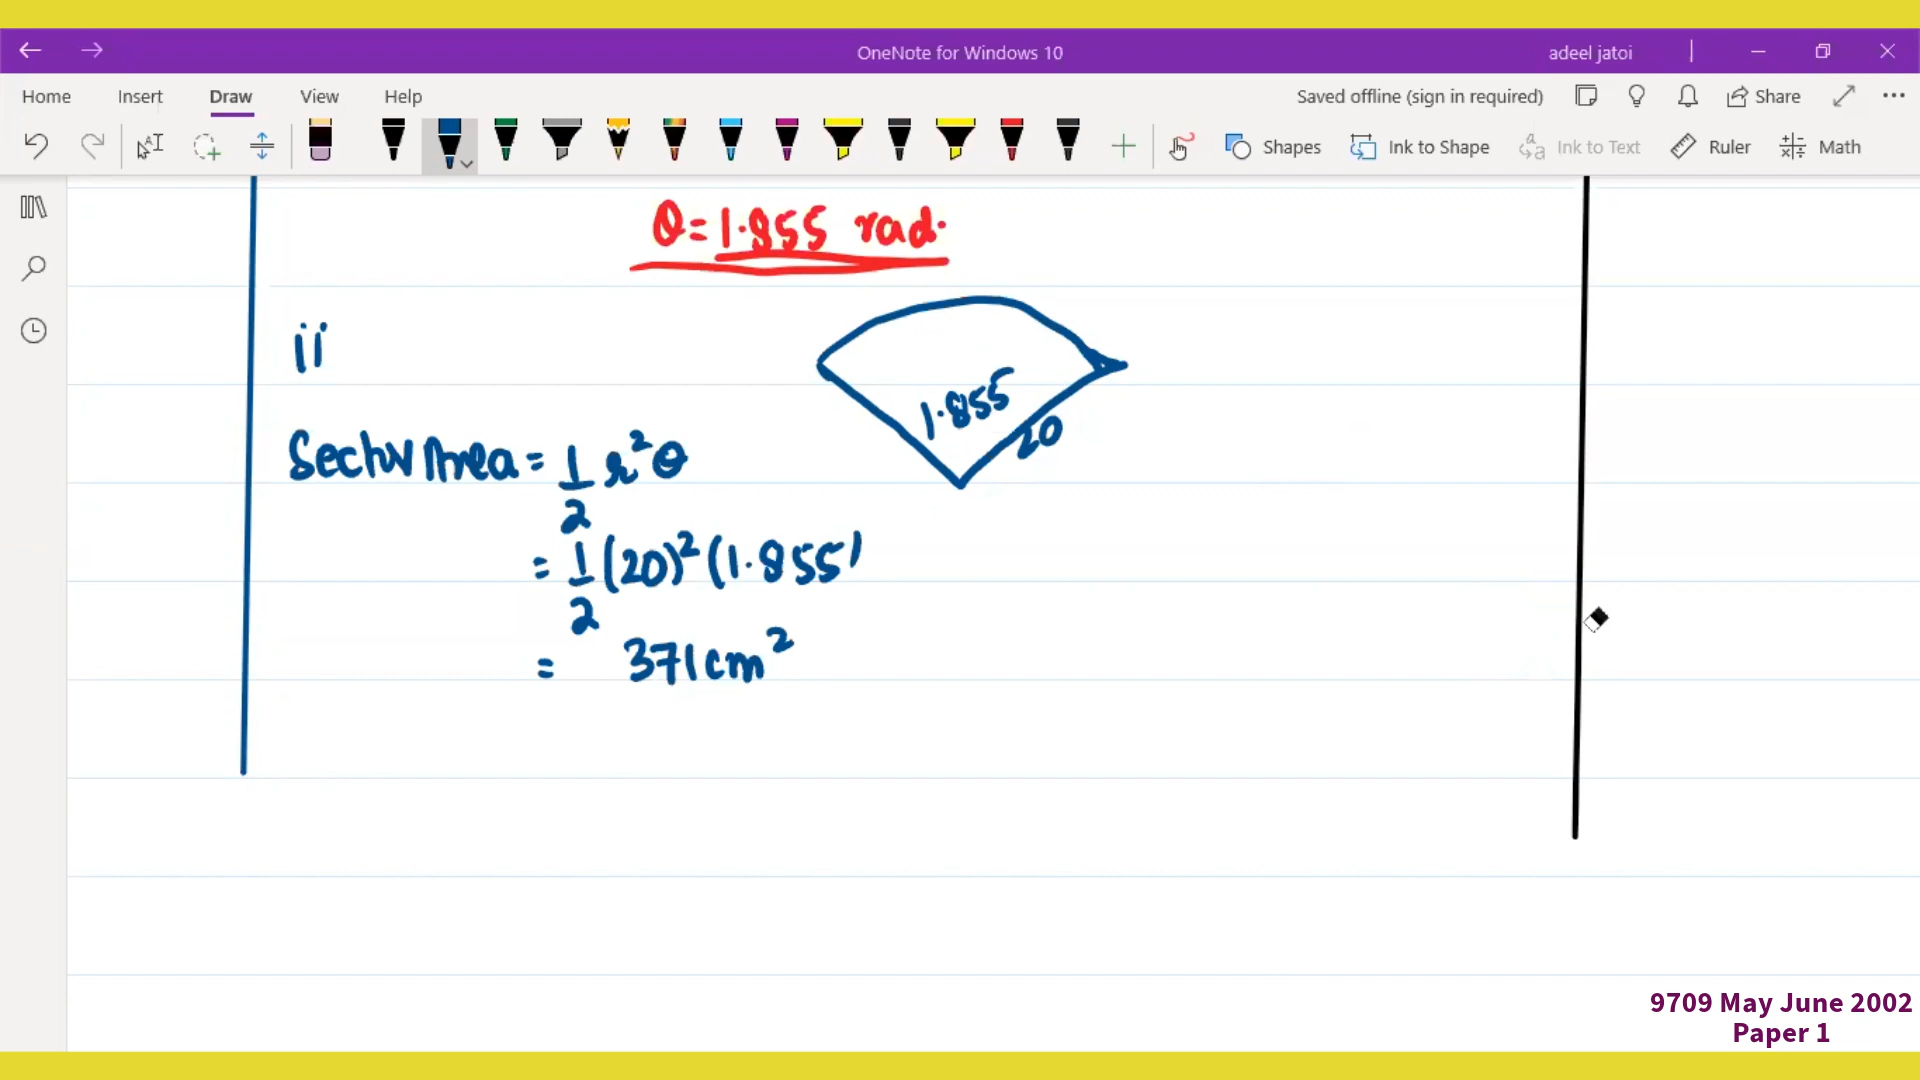 OneNote for Windows 10
adeel jatoi
Home Insert Draw View Help
Saved offline (sign in required)
Share
Shapes
Ink to Shape
Ink to Text
Ruler
Math
θ = 1.855 rad.
ii
1.855
20
Sector Area = 1/2 r²θ
= 1/2 (20)² (1.855)
= 371cm²
9709 May June 2002
Paper 1